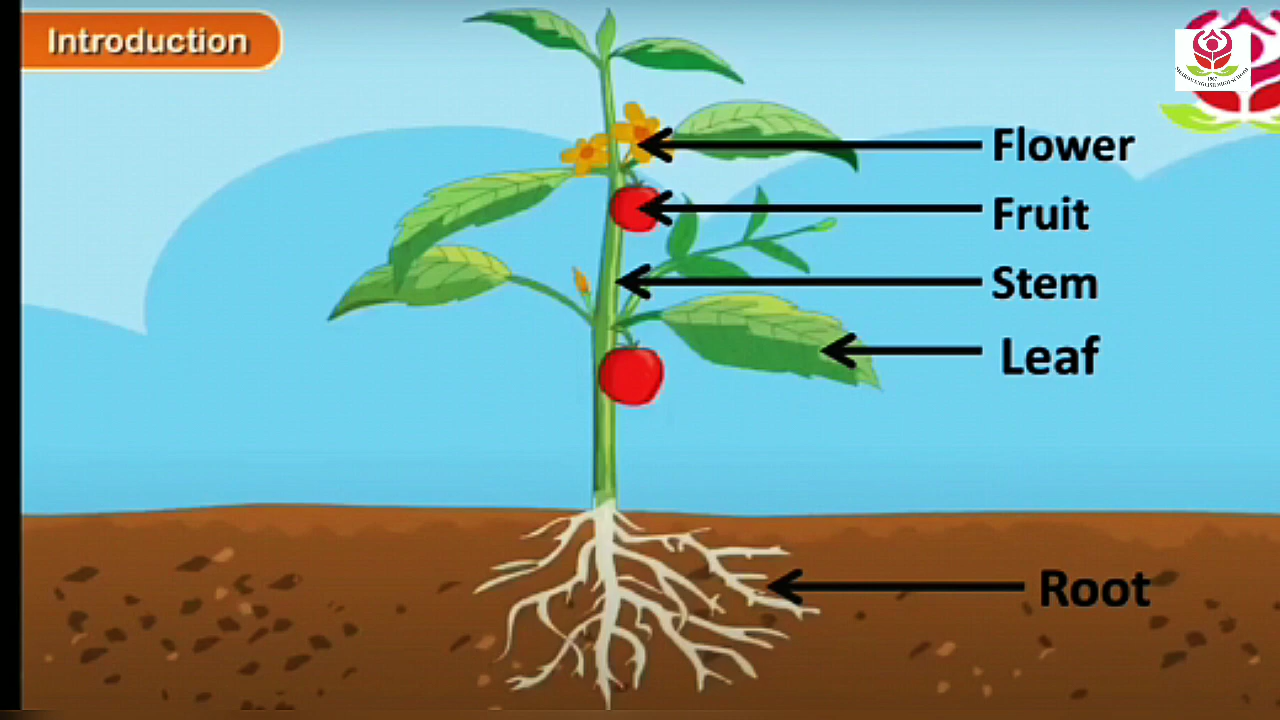 Introduction
Flower
Fruit
Stem
Leaf
Root